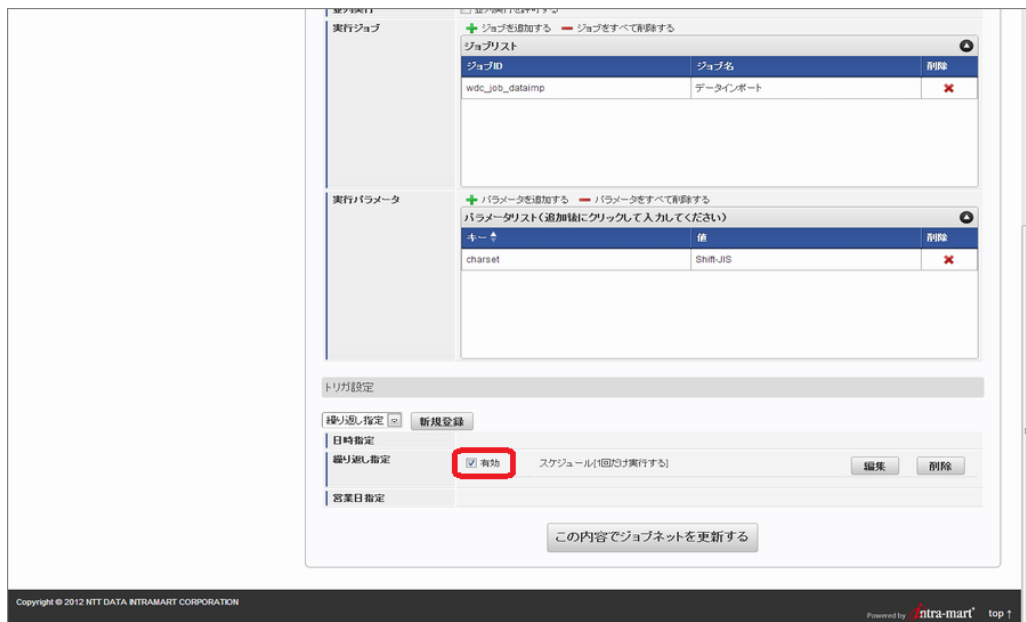 実行ジョブ
ジョブを追加する ジョブをすべて削除する
ジョブリスト
ジョブID ジョブ名 削除
wdc_job_dataimp データインポート
実行パラメータ
パラメータを追加する パラメータをすべて削除する
パラメータリスト(追加後にクリックして入力してください)
キー 値 削除
charset Shift-JIS
トリガ設定
繰り返し指定 新規登録
日時指定
繰り返し指定 有効 スケジュール[1回だけ実行する] 編集 削除
営業日指定
この内容でジョブネットを更新する
Copyright © 2012 NTT DATA INTRAMART CORPORATION
Powered by intra-mart top ↑